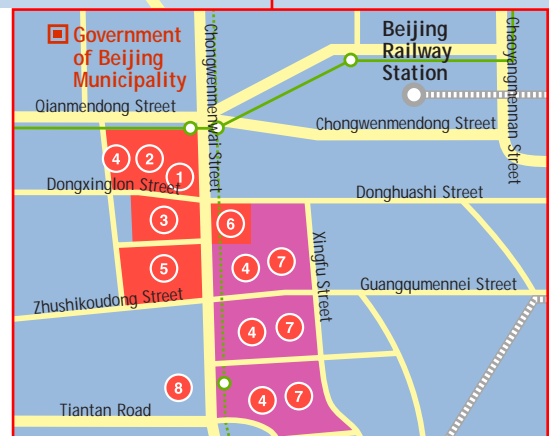 Government
of Beijing
Municipality
Beijing
Railway
Station
Chongwenmenwai Street
Chaoyangmennan Street
Qianmendong Street
Chongwenmendong Street
4
2
1
Dongxinglon Street
Donghuashi Street
3
6
Xingfu Street
5
4
7
Guangqumennei Street
Zhushikoudong Street
4
7
8
4
7
Tiantan Road